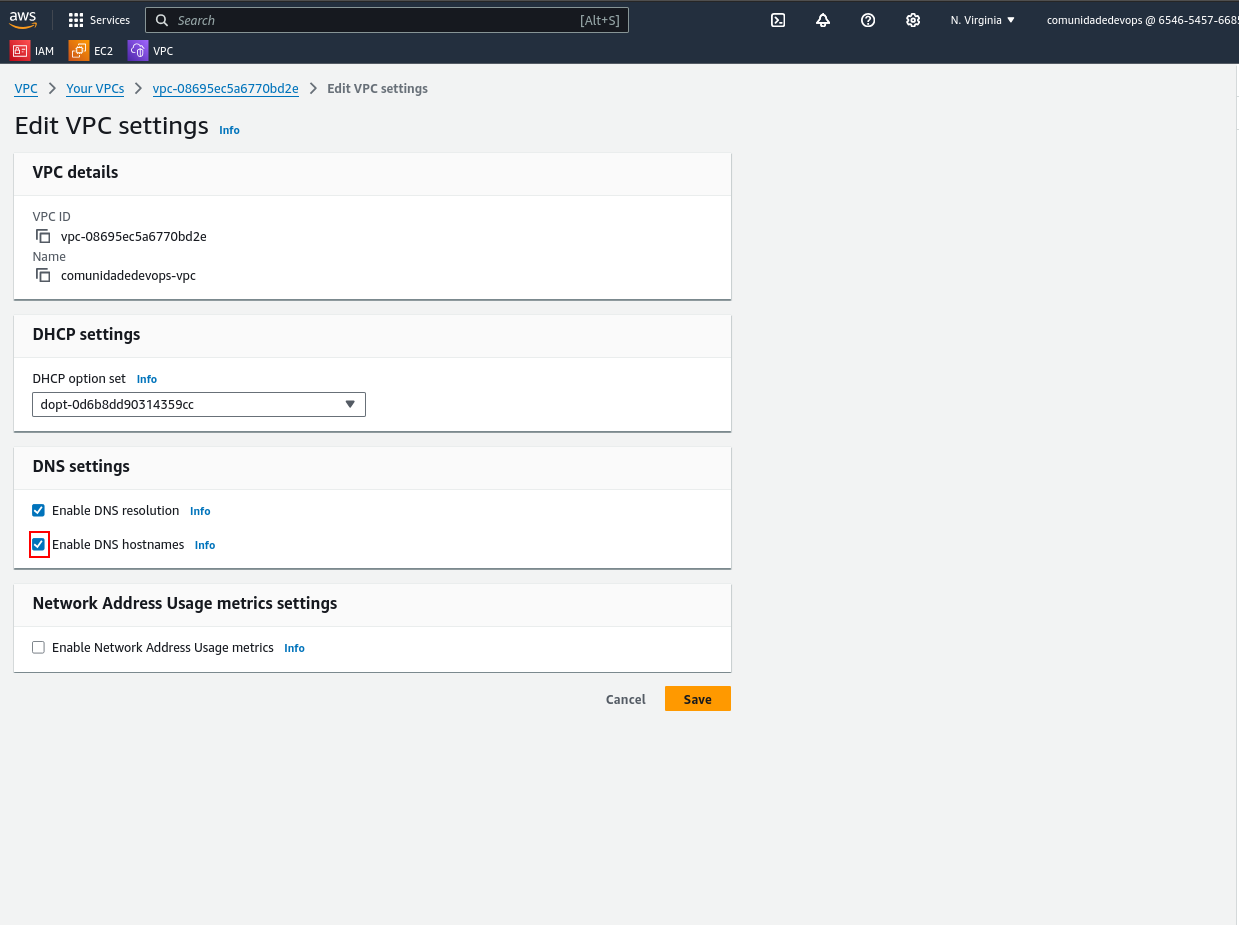 aws Services Search [Alt+S] N. Virginia comunidadedevops @ 6546-5457-6685
IAM EC2 VPC
VPC Your VPCs vpc-08695ec5a6770bd2e Edit VPC settings
Edit VPC settings Info
VPC details
VPC ID
vpc-08695ec5a6770bd2e
Name
comunidadedevops-vpc
DHCP settings
DHCP option set Info
dopt-0d6b8dd90314359cc
DNS settings
Enable DNS resolution Info
Enable DNS hostnames Info
Network Address Usage metrics settings
Enable Network Address Usage metrics Info
Cancel Save